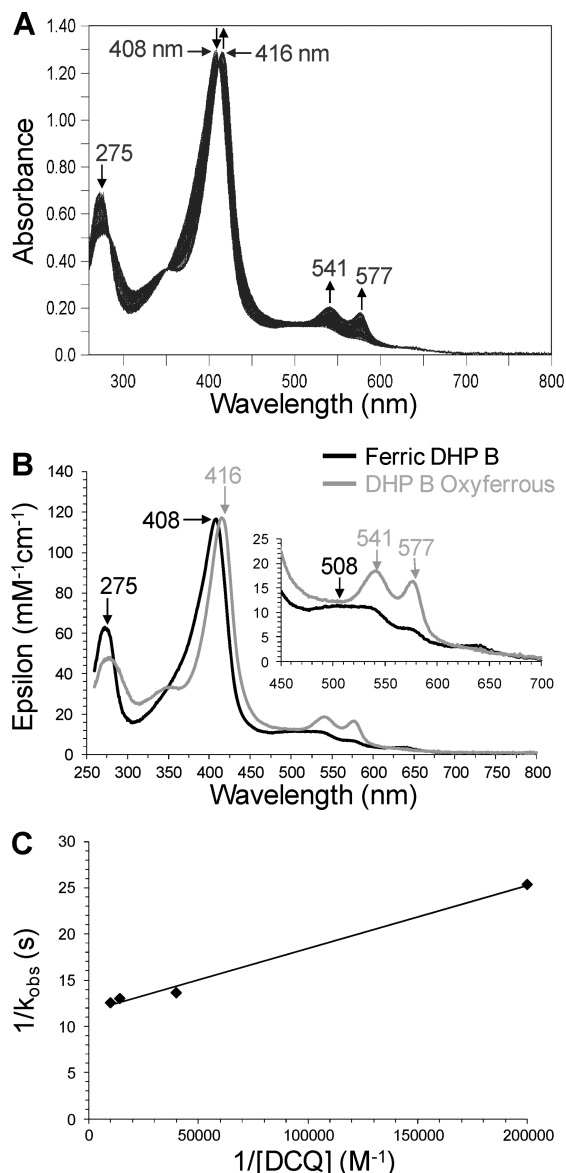 A
1.40
408 nm
416 nm
1.20
1.00
275
0.80
0.60
0.40
541
577
0.20
0.0
300 400 500 600 700 800
Absorbance
Wavelength (nm)
B
Ferric DHP B
DHP B Oxyferrous
140
416
120
408
100
275
80
60
40
20
0
250 300 350 400 450 500 550 600 650 700 750 800
Epsilon (mM-1cm-1)
Wavelength (nm)
25
541
577
20
508
15
10
5
0
450 500 550 600 650 700
C
30
25
20
15
10
5
0
0 50000 100000 150000 200000
1/kobs (s)
1/[DCQ] (M-1)